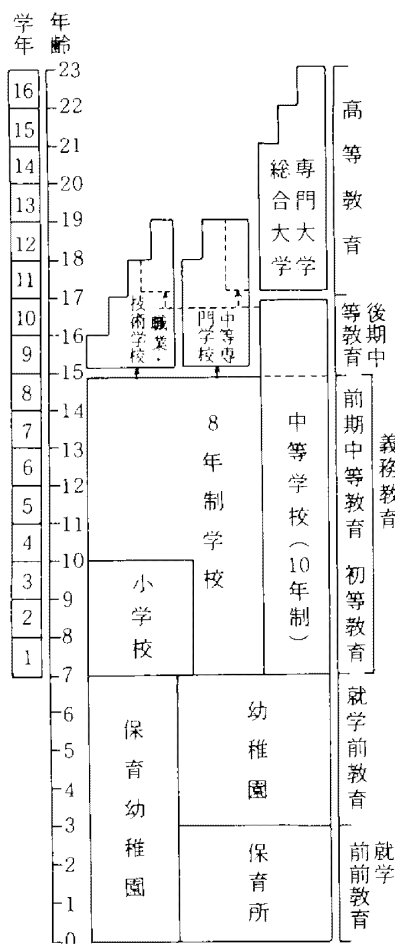 学年
年齢
23
22
21
20
19
18
17
16
15
14
13
12
11
10
9
8
7
6
5
4
3
2
1
0
16
15
14
13
12
11
10
9
8
7
6
5
4
3
2
1
専門大学
総合大学
職業・
技術学校
中等専
門学校
8年制学校
中等学校(10年制)
小学校
保育幼稚園
幼稚園
保育所
高等教育
後期中
等教育
前期中等教育
初等教育
義務教育
就学前教育
就学
前前教育